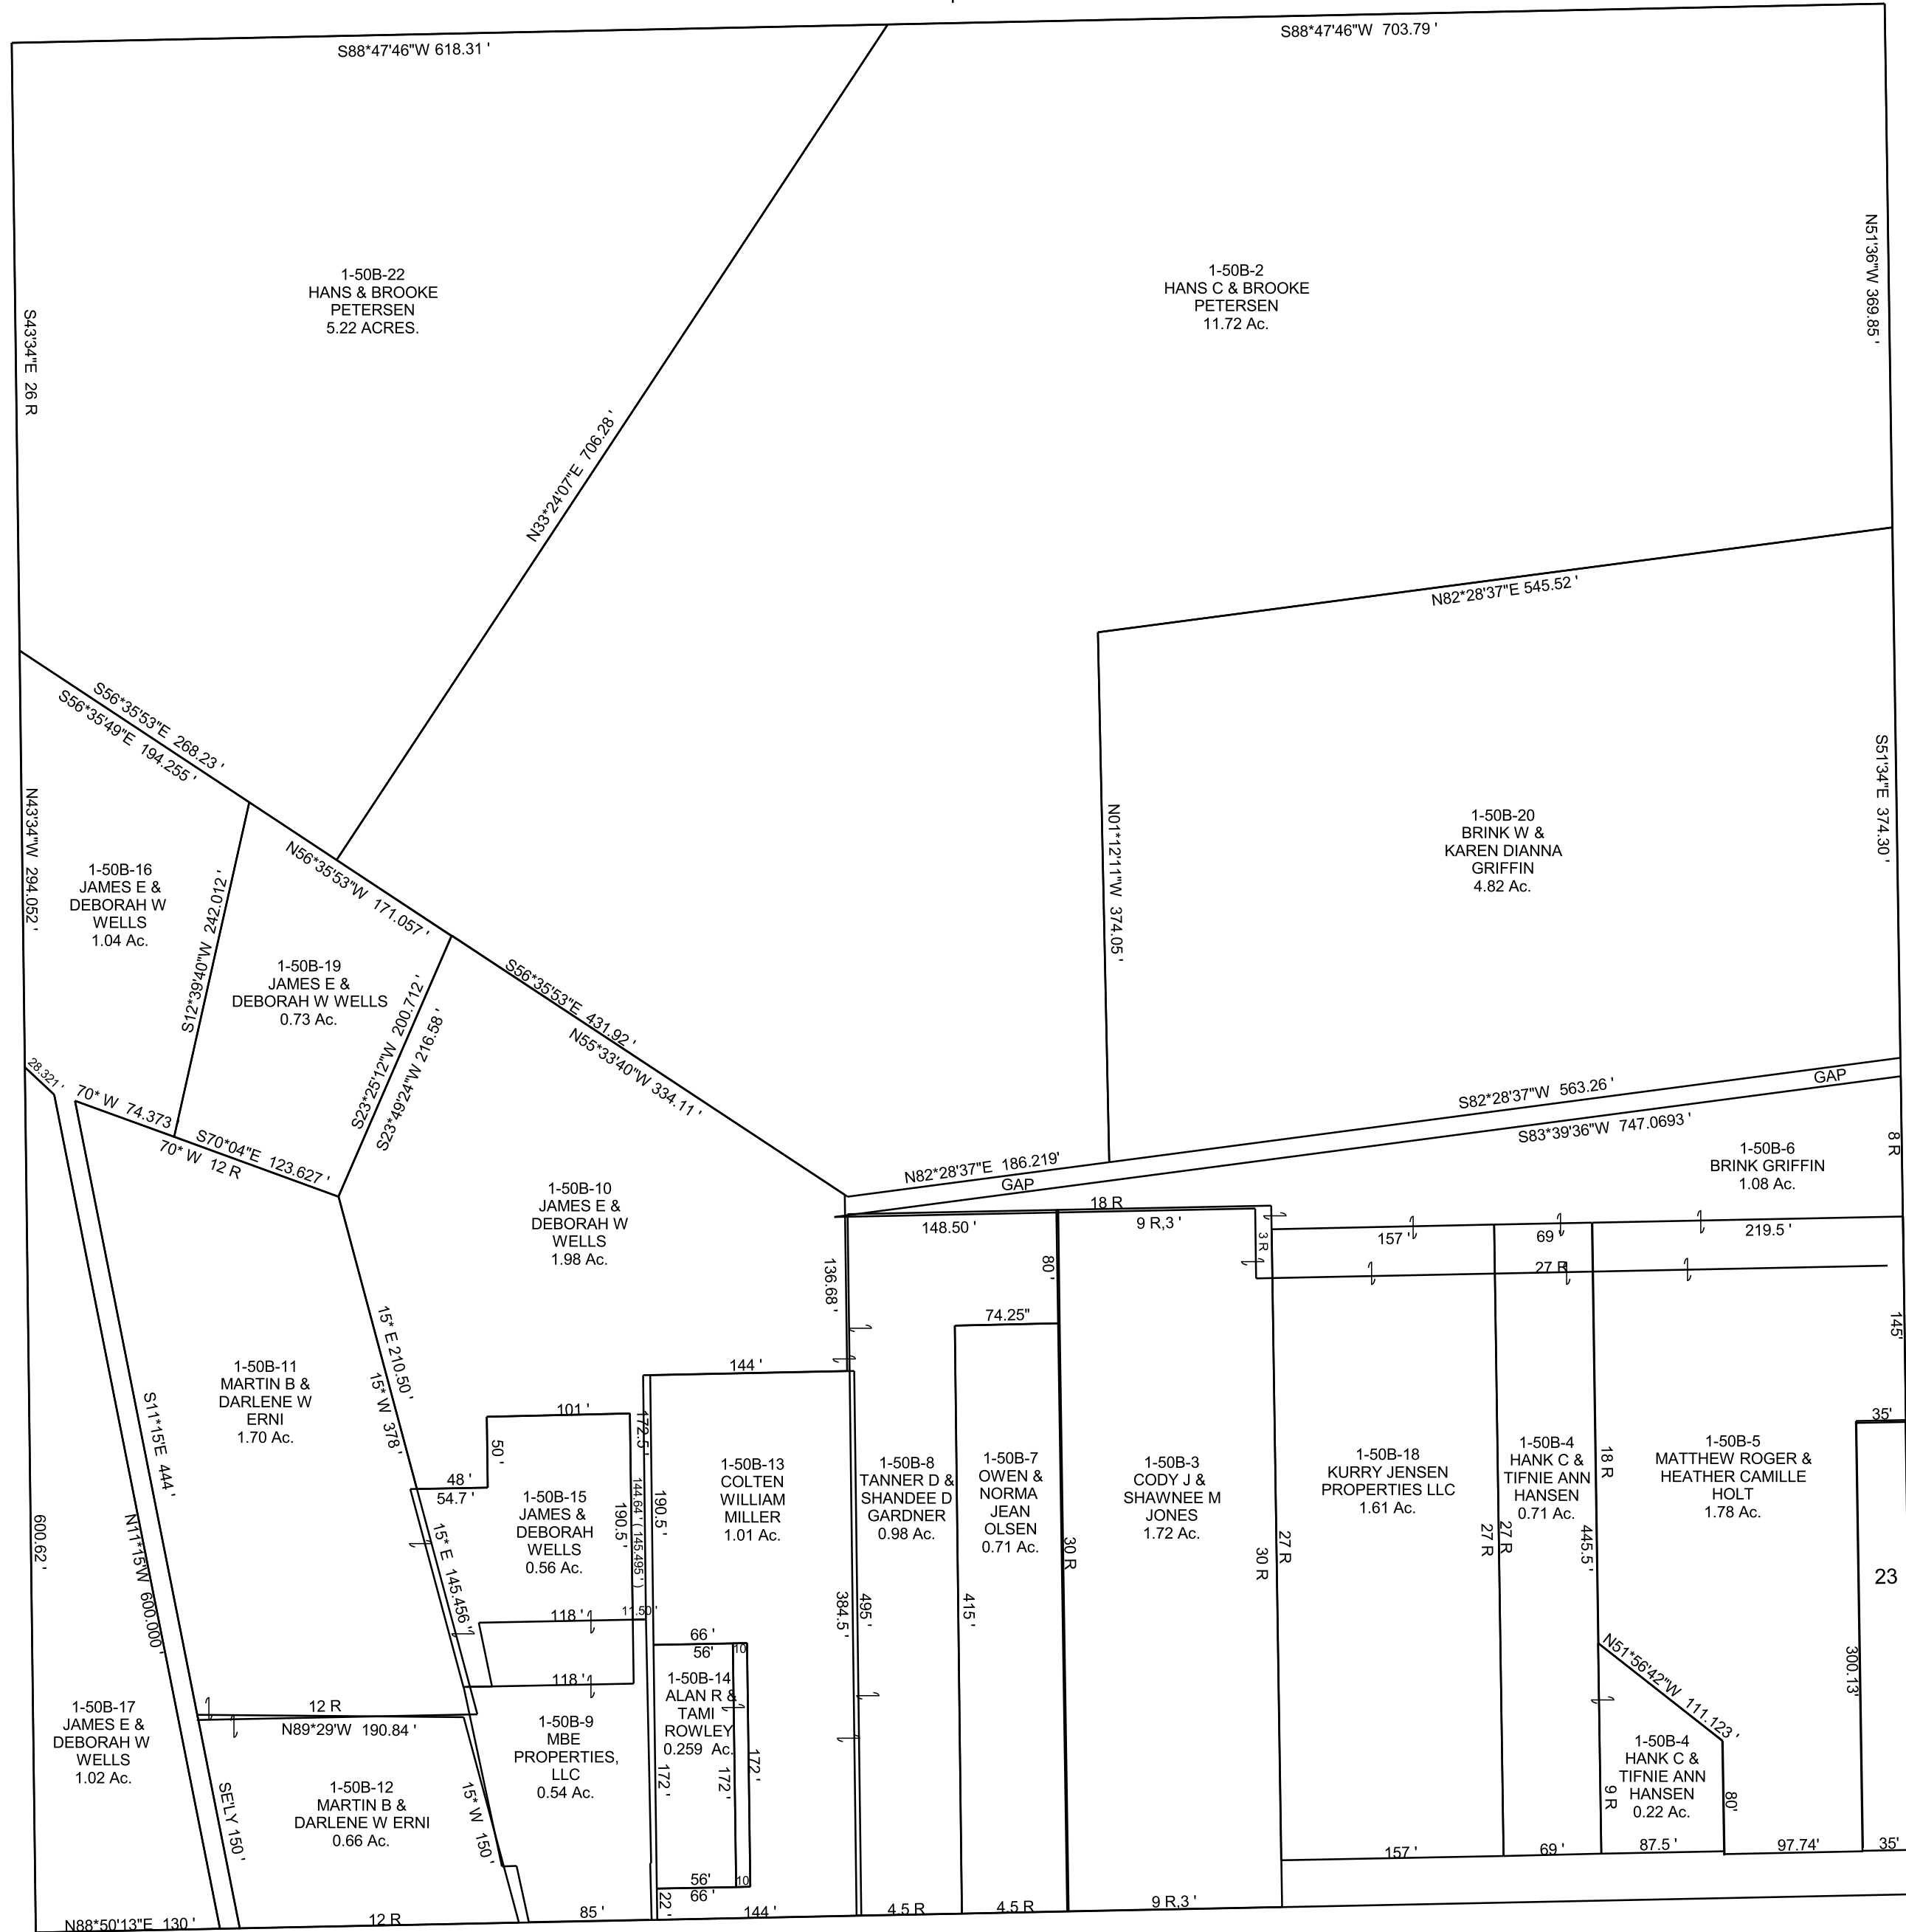 S88*47'46"W 618.31 '
S88*47'46"W 703.79 '
N51'36"W 369.85 '
1-50B-22
HANS & BROOKE
PETERSEN
5.22 ACRES.
1-50B-2
HANS C & BROOKE
PETERSEN
11.72 Ac.
S43'34"E 26 R
N33*24'07"E 706.28 '
N82*28'37"E 545.52 '
S56*35'53"E 268.23 '
S56*35'49"E 194.255 '
S51'34"E 374.30 '
N43'34"W 294.052 '
N01*12'11"W 374.05 '
1-50B-20
BRINK W &
KAREN DIANNA
GRIFFIN
4.82 Ac.
N56*35'53"W 171.057 '
1-50B-16
JAMES E &
DEBORAH W
WELLS
1.04 Ac.
S12*39'40"W 242.012 '
1-50B-19
JAMES E &
DEBORAH W WELLS
0.73 Ac.
S23*25'12"W 200.712 '
S23*49'24"W 216.58 '
S56*35'53"E 431.92 '
N55*33'40"W 334.11 '
28.321 '
70* W 74.373
S70*04"E 123.627 '
70* W 12 R
S82*28'37"W 563.26 '
GAP
S83*39'36"W 747.0693 '
N82*28'37"E 186.219'
GAP
8 R
1-50B-6
BRINK GRIFFIN
1.08 Ac.
1-50B-10
JAMES E &
DEBORAH W
WELLS
1.98 Ac.
18 R
148.50 '
9 R,3 '
3 R
157 '
69 '
219.5 '
27 R
136.68 '
80 '
145'
74.25"
15* E 210.50 '
15* W 378 '
144 '
1-50B-11
MARTIN B &
DARLENE W
ERNI
1.70 Ac.
S11*15'E 444 '
N11*15'W 600.000 '
600.62 '
101 '
50 '
48 '
54.7 '
172.5 '
144.64 ' ( 145.495 ' )
190.5 '
190.5 '
1-50B-15
JAMES &
DEBORAH
WELLS
0.56 Ac.
15* E 145.456 '
1-50B-13
COLTEN
WILLIAM
MILLER
1.01 Ac.
1-50B-8
TANNER D &
SHANDEE D
GARDNER
0.98 Ac.
1-50B-7
OWEN &
NORMA
JEAN
OLSEN
0.71 Ac.
1-50B-3
CODY J &
SHAWNEE M
JONES
1.72 Ac.
1-50B-18
KURRY JENSEN
PROPERTIES LLC
1.61 Ac.
1-50B-4
HANK C &
TIFNIE ANN
HANSEN
0.71 Ac.
1-50B-5
MATTHEW ROGER &
HEATHER CAMILLE
HOLT
1.78 Ac.
35'
18 R
384.5 '
495 '
415 '
30 R
30 R
27 R
27 R
27 R
445.5 '
23
118 '
11.50 '
118 '
66 '
56'
10
1-50B-14
ALAN R &
TAMI
ROWLEY
0.259 Ac.
172 '
172 '
172 '
N51*56'42"W 111.123 '
300.13'
12 R
N89*29'W 190.84 '
1-50B-17
JAMES E &
DEBORAH W
WELLS
1.02 Ac.
1-50B-9
MBE
PROPERTIES,
LLC
0.54 Ac.
1-50B-4
HANK C &
TIFNIE ANN
HANSEN
0.22 Ac.
SE'LY 150 '
1-50B-12
MARTIN B &
DARLENE W ERNI
0.66 Ac.
15* W 150 '
9 R
80'
157 '
69 '
87.5 '
97.74'
35'
56'
10
66 '
22 '
N88*50'13"E 130 '
12 R
85 '
144 '
4.5 R
4.5 R
9 R,3 '